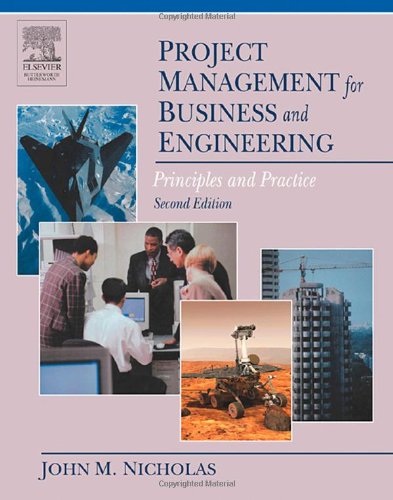 ELSEVIER
BUTTERWORTH
HEINEMANN
PROJECT
MANAGEMENT for
BUSINESS and
ENGINEERING
Principles and Practice
Second Edition
JOHN M. NICHOLAS